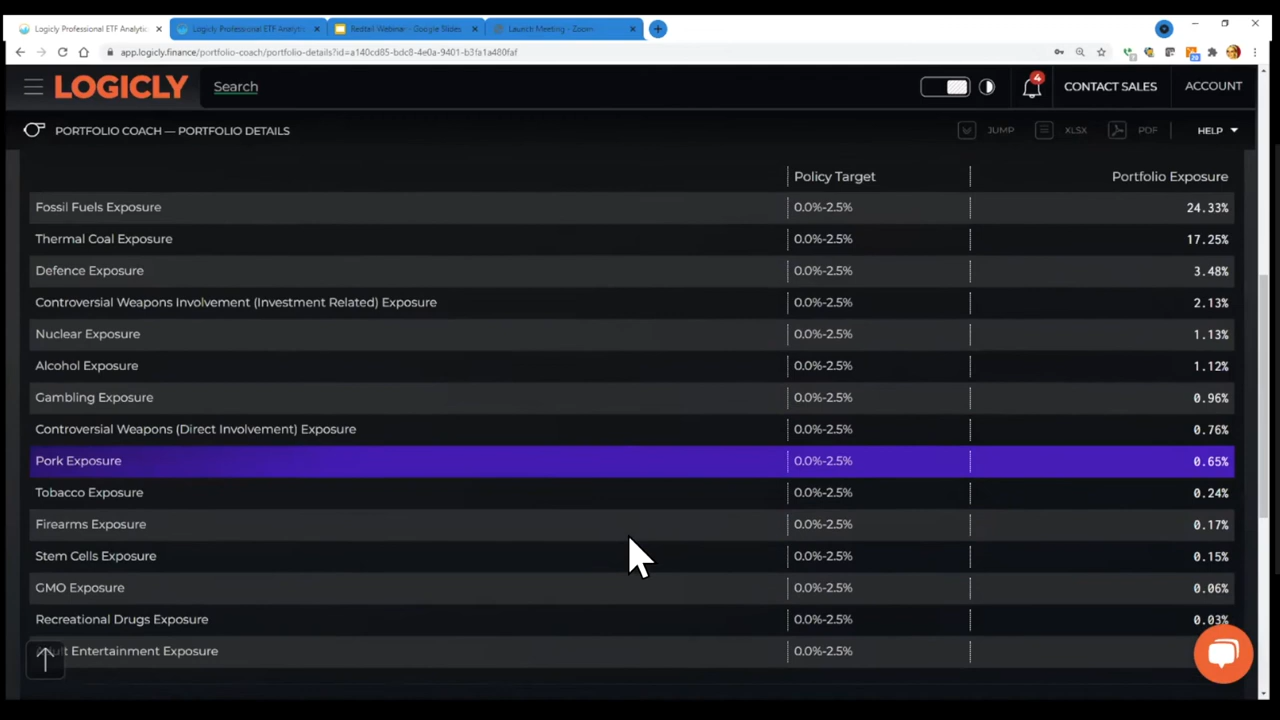 Logicly Professional ETF Analytic
Logicly Professional ETF Analytic
Redtail Webinar - Google Slides
Launch Meeting - Zoom
app.logicly.finance/portfolio-coach/portfolio-details?id=a140cd85-bdc8-4e0a-9401-b3fa1a480faf
LOGICLY
Search
4
CONTACT SALES
ACCOUNT
PORTFOLIO COACH — PORTFOLIO DETAILS
JUMP
XLSX
PDF
HELP
Policy Target Portfolio Exposure
Fossil Fuels Exposure 0.0%-2.5% 24.33%
Thermal Coal Exposure 0.0%-2.5% 17.25%
Defence Exposure 0.0%-2.5% 3.48%
Controversial Weapons Involvement (Investment Related) Exposure 0.0%-2.5% 2.13%
Nuclear Exposure 0.0%-2.5% 1.13%
Alcohol Exposure 0.0%-2.5% 1.12%
Gambling Exposure 0.0%-2.5% 0.96%
Controversial Weapons (Direct Involvement) Exposure 0.0%-2.5% 0.76%
Pork Exposure 0.0%-2.5% 0.65%
Tobacco Exposure 0.0%-2.5% 0.24%
Firearms Exposure 0.0%-2.5% 0.17%
Stem Cells Exposure 0.0%-2.5% 0.15%
GMO Exposure 0.0%-2.5% 0.06%
Recreational Drugs Exposure 0.0%-2.5% 0.03%
Entertainment Exposure 0.0%-2.5%